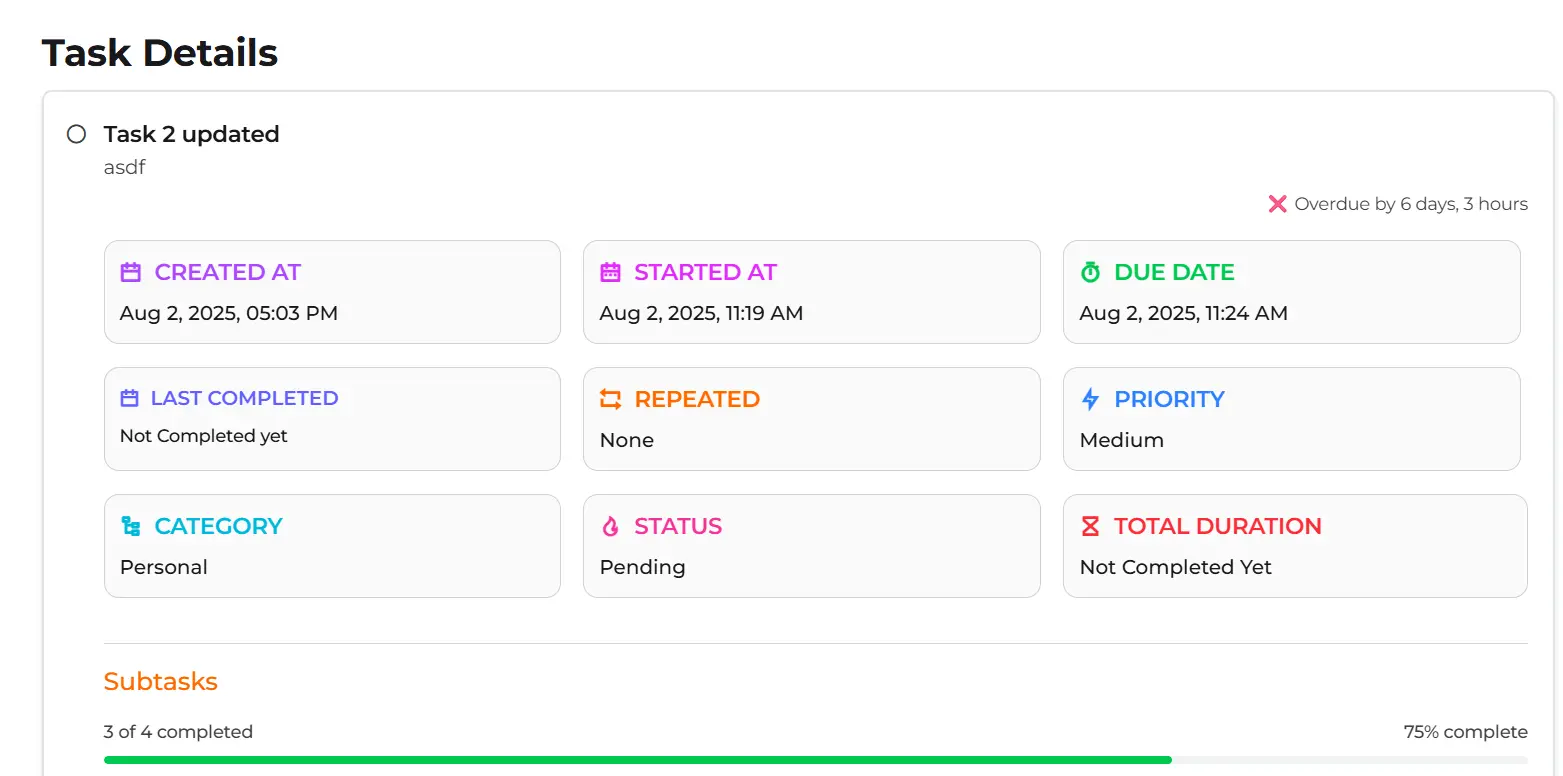 Task Details
Task 2 updated
asdf
❌ Overdue by 6 days, 3 hours
CREATED AT
Aug 2, 2025, 05:03 PM
STARTED AT
Aug 2, 2025, 11:19 AM
DUE DATE
Aug 2, 2025, 11:24 AM
LAST COMPLETED
Not Completed yet
REPEATED
None
PRIORITY
Medium
CATEGORY
Personal
STATUS
Pending
TOTAL DURATION
Not Completed Yet
Subtasks
3 of 4 completed
75% complete